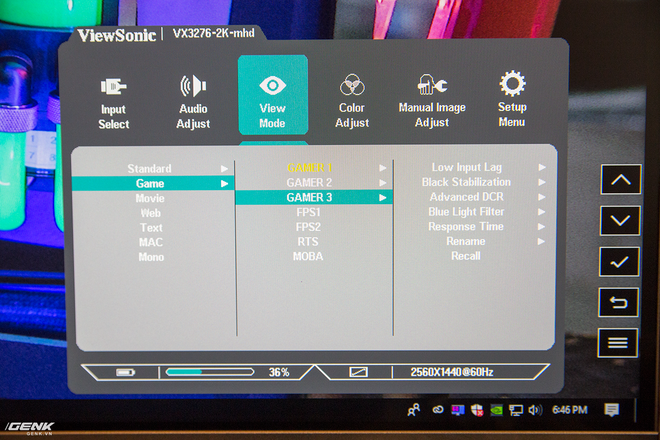 ViewSonic VX3276-2K-mhd
Input Select
Audio Adjust
View Mode
Color Adjust
Manual Image Adjust
Setup Menu
Standard
Game
Movie
Web
Text
MAC
Mono
GAMER 1
GAMER 2
GAMER 3
FPS1
FPS2
RTS
MOBA
Low Input Lag
Black Stabilization
Advanced DCR
Blue Light Filter
Response Time
Rename
Recall
36%
2560X1440@60Hz
6:46 PM
GENK
GENK.VN